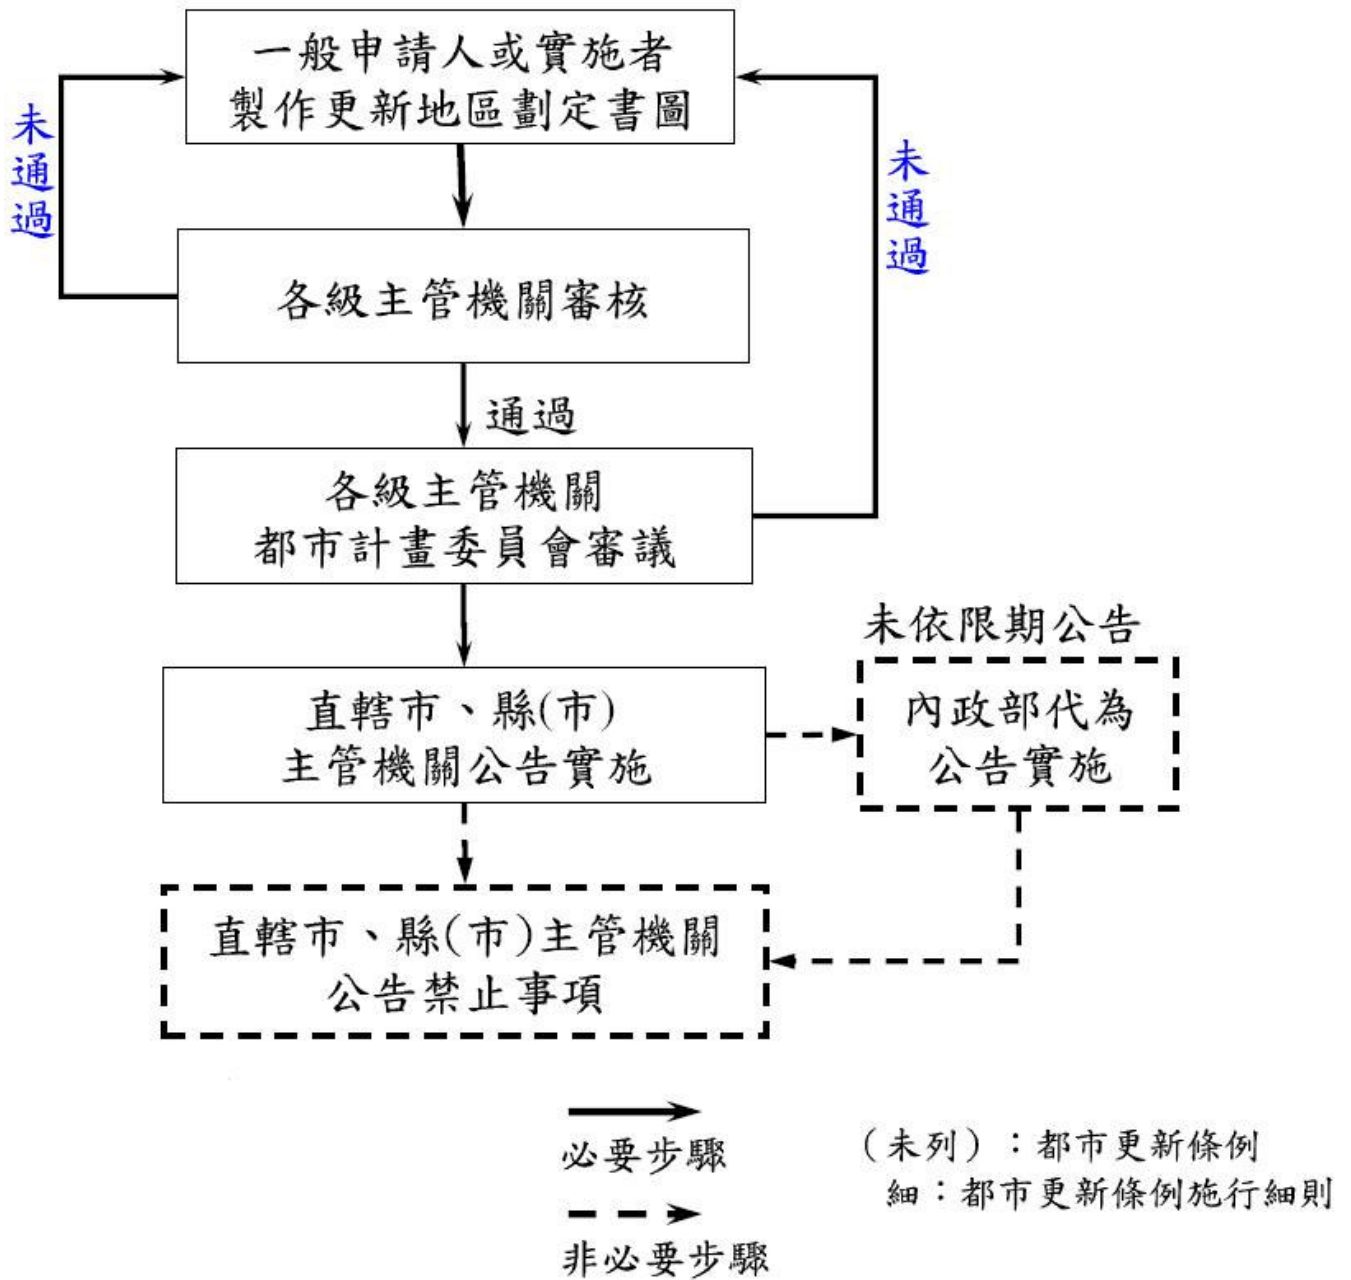 一般申請人或實施者
製作更新地區劃定書圖
未通過
未通過
各級主管機關審核
通過
各級主管機關
都市計畫委員會審議
未依限期公告
直轄市、縣(市)
主管機關公告實施
內政部代為
公告實施
直轄市、縣(市)主管機關
公告禁止事項
必要步驟
非必要步驟
(未列)：都市更新條例
細：都市更新條例施行細則